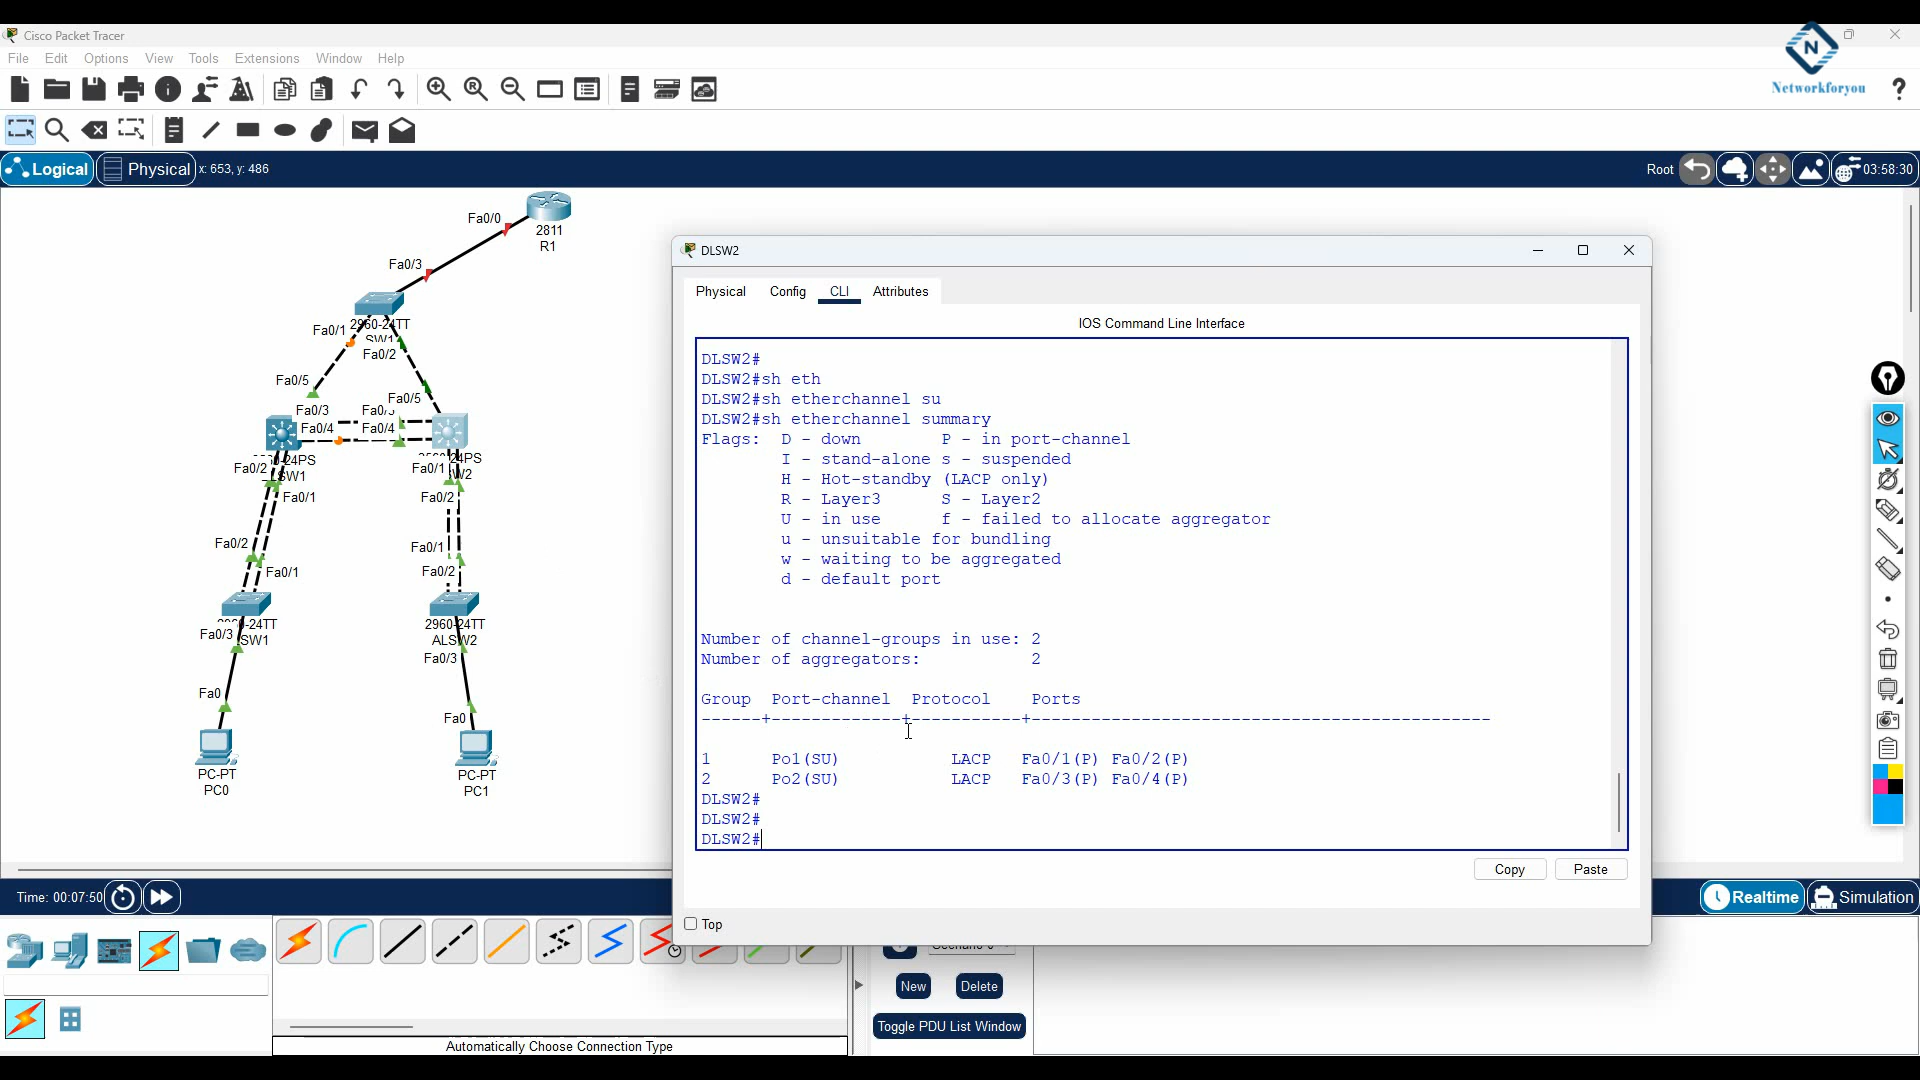 Cisco Packet Tracer
File Edit Options View Tools Extensions Window Help
N
Networkforyou
?
Logical
Physical
x: 653, y: 486
Root
03:58:30
Fa0/0
2811
R1
Fa0/3
2960-24TT
SW1
Fa0/1
Fa0/2
Fa0/5
Fa0/5
Fa0/3
Fa0/4
Fa0/4
24PS
SW1
Fa0/2
Fa0/1
24PS
W2
Fa0/1
Fa0/2
Fa0/2
Fa0/1
Fa0/1
Fa0/2
-24TT
SW1
Fa0/3
2960-24TT
ALSW2
Fa0/3
Fa0
Fa0
PC-PT
PC0
PC-PT
PC1
DLSW2
Physical Config CLI Attributes
IOS Command Line Interface
DLSW2#
DLSW2#sh eth
DLSW2#sh etherchannel su
DLSW2#sh etherchannel summary
Flags: D - down P - in port-channel
I - stand-alone s - suspended
H - Hot-standby (LACP only)
R - Layer3 S - Layer2
U - in use f - failed to allocate aggregator
u - unsuitable for bundling
w - waiting to be aggregated
d - default port
Number of channel-groups in use: 2
Number of aggregators: 2
Group Port-channel Protocol Ports
------+-------------+-----------+----------------------------------------------
1 Po1(SU) LACP Fa0/1(P) Fa0/2(P)
2 Po2(SU) LACP Fa0/3(P) Fa0/4(P)
DLSW2#
DLSW2#
DLSW2#
Copy
Paste
Top
Time: 00:07:50
Realtime
Simulation
New
Delete
Toggle PDU List Window
Automatically Choose Connection Type